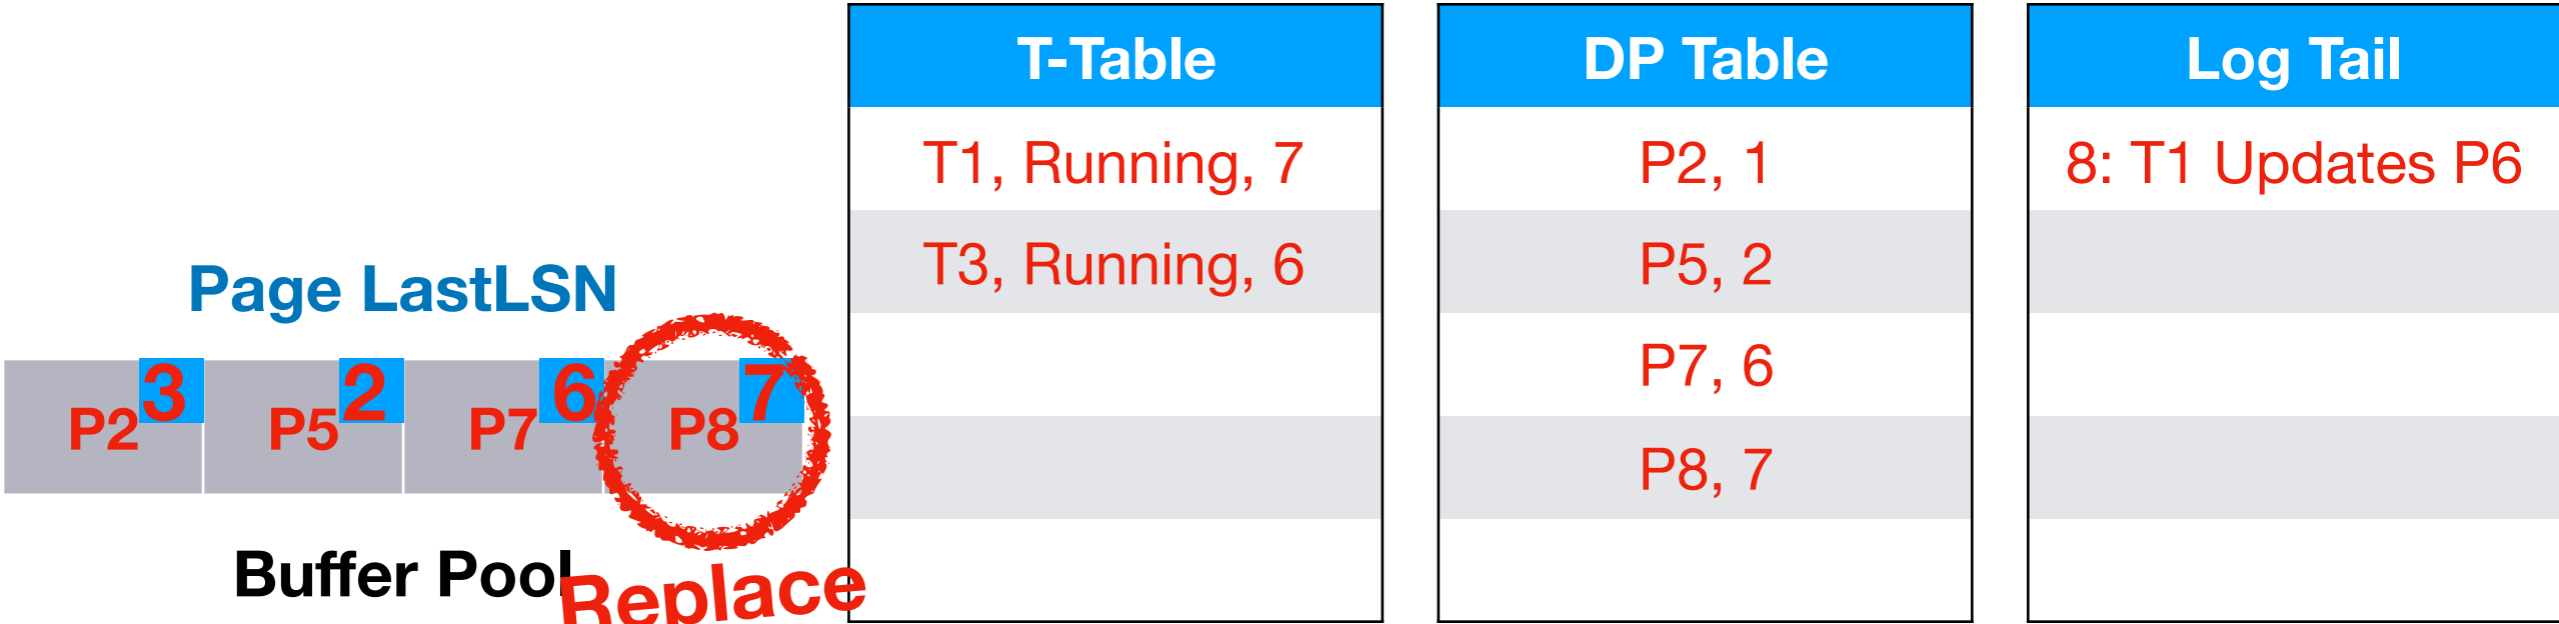 Page LastLSN
P2 3 P5 2 P7 6 P8 7
Buffer Pool
Replace
T-Table
T1, Running, 7
T3, Running, 6
DP Table
P2, 1
P5, 2
P7, 6
P8, 7
Log Tail
8: T1 Updates P6